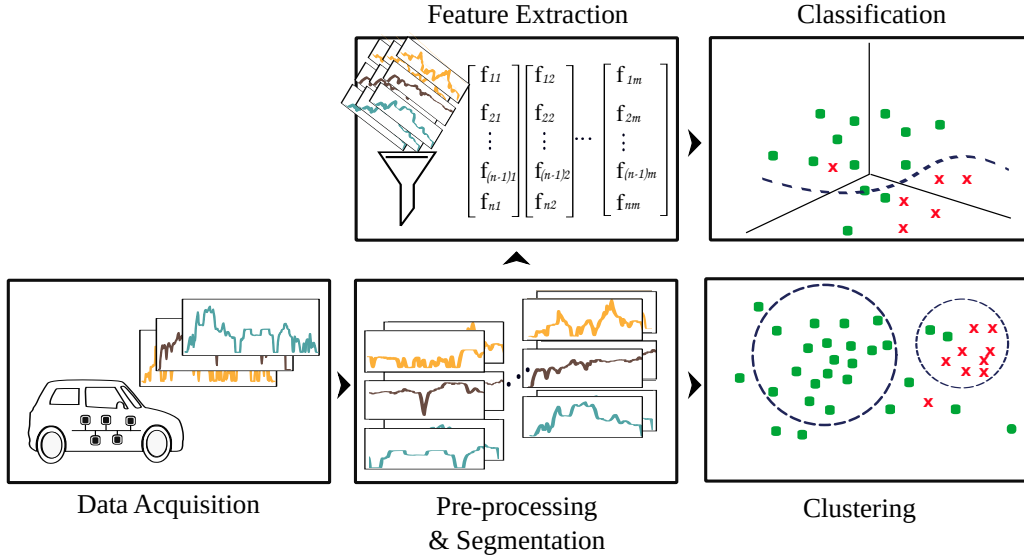 Feature Extraction
Classification
f11 f12 f1m
f21 f22 f2m
⋮ ⋮ ... ⋮
f(n-1)1 f(n-1)2 f(n-1)m
fn1 fn2 fnm
x
x x
x
x
x
x x
x
x
x
x
x x
x
...
Data Acquisition
Pre-processing
& Segmentation
Clustering